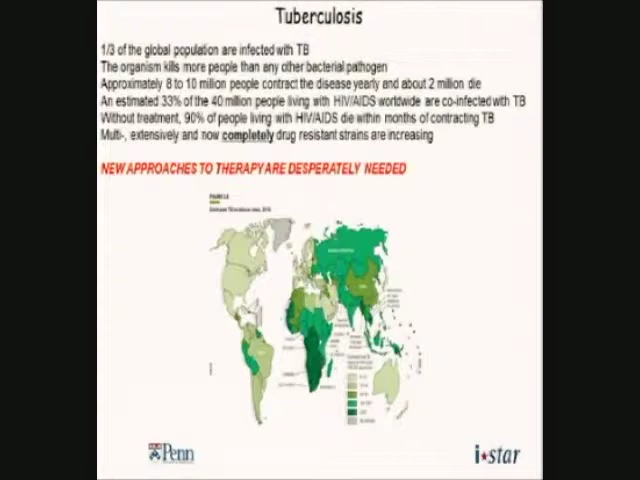 Tuberculosis
1/3 of the global population are infected with TB
The organism kills more people than any other bacterial pathogen
Approximately 8 to 10 million people contract the disease yearly and about 2 million die
An estimated 33% of the 40 million people living with HIV/AIDS worldwide are co-infected with TB
Without treatment, 90% of people living with HIV/AIDS die within months of contracting TB
Multi-, extensively and now completely drug resistant strains are increasing
NEW APPROACHES TO THERAPY ARE DESPERATELY NEEDED
Penn
i star